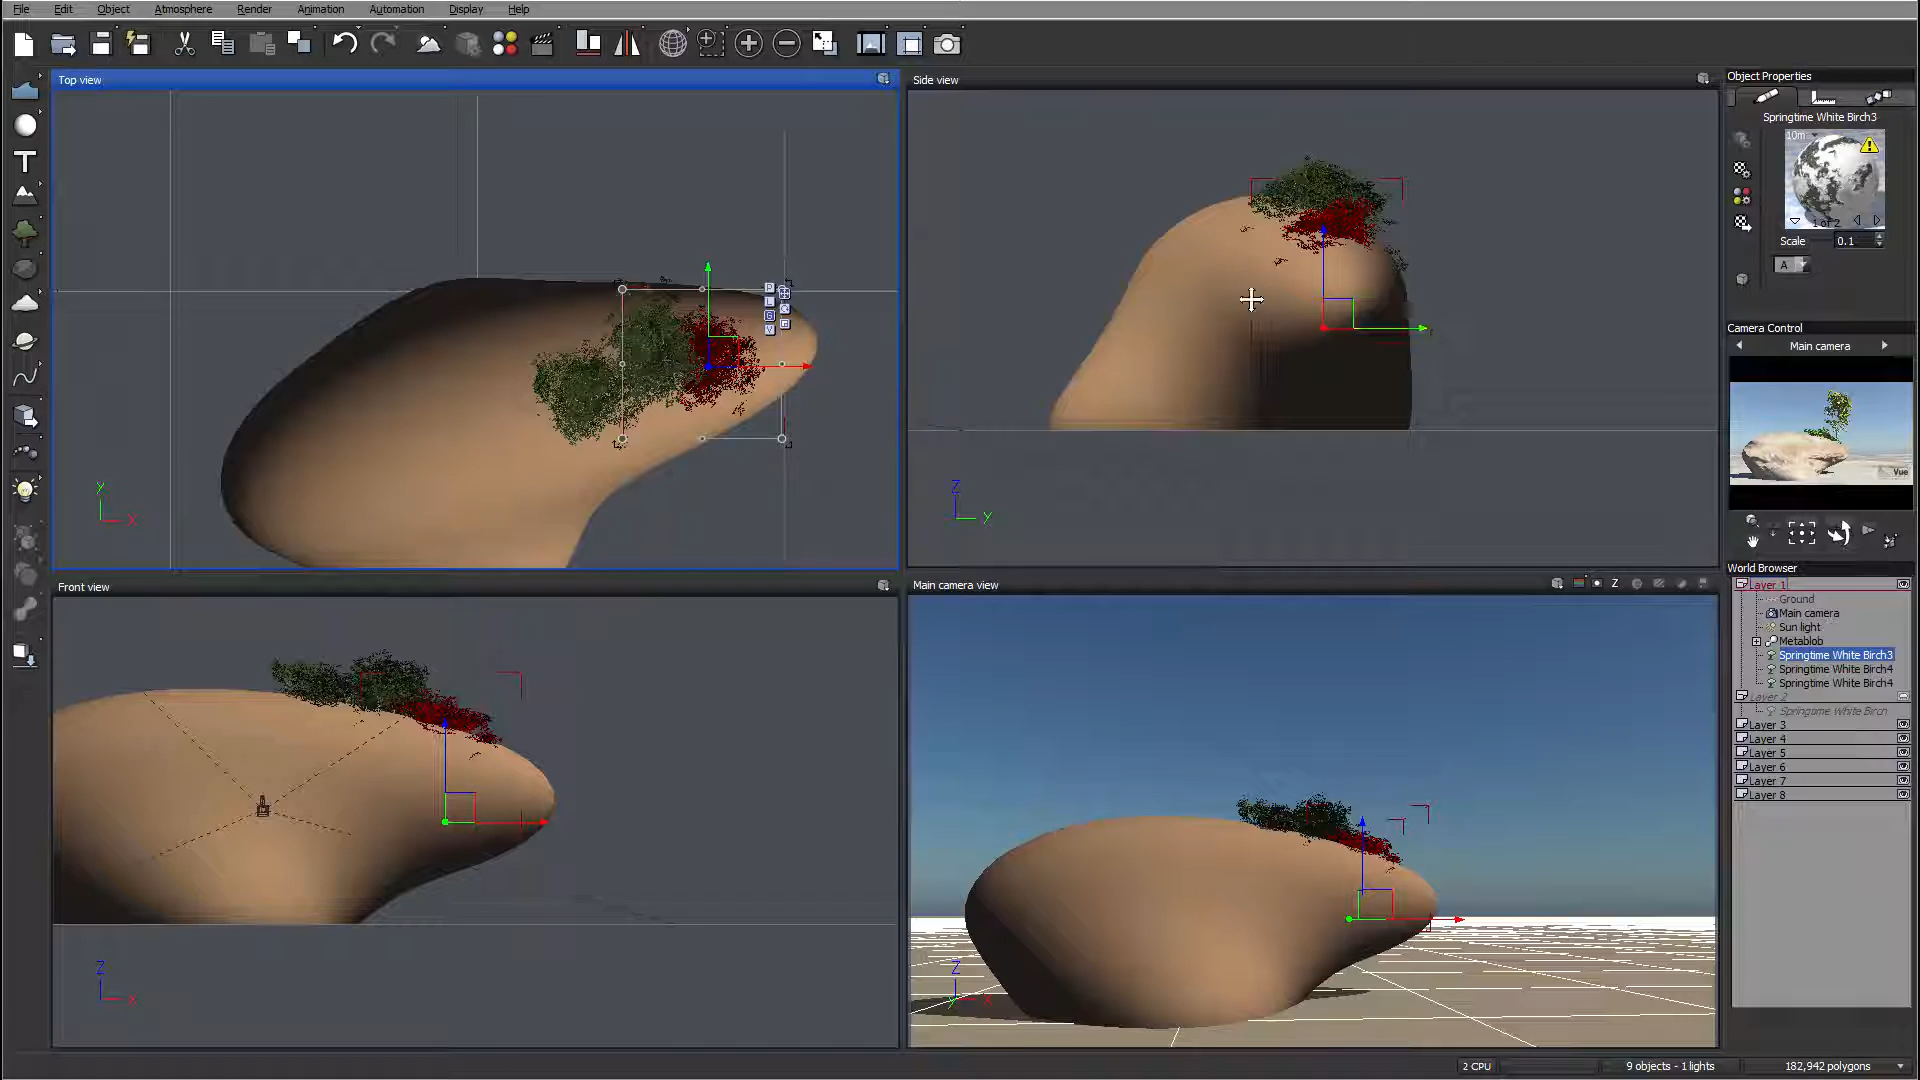 File Edit Object Atmosphere Render Animation Automation Display Help
Top view
Side view
Object Properties
Springtime White Birch3
10m
1 of 2
Scale 0.1
A
P
L
G
V
Y
X
Z
Y
Camera Control
Main camera
Vue
World Browser
Front view
Main camera view
Z
Layer 1
Ground
Main camera
Sun light
Metablob
Springtime White Birch3
Springtime White Birch4
Springtime White Birch4
Layer 2
Springtime White Birch
Layer 3
Layer 4
Layer 5
Layer 6
Layer 7
Layer 8
Z
X
Z
X
2 CPU
9 objects - 1 lights
182,942 polygons